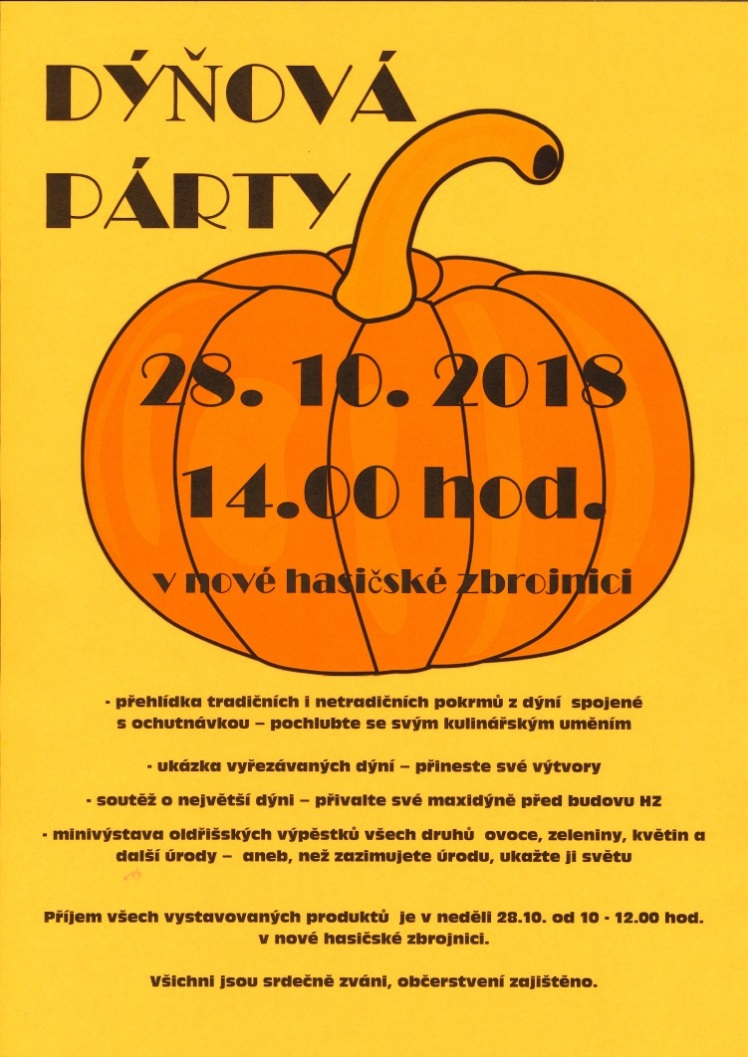 DÝŇOVÁ
PÁRTY
28. 10. 2018
14.00 hod.
v nové hasičské zbrojnici
- přehlídka tradičních i netradičních pokrmů z dýní  spojené
s ochutnávkou – pochlubte se svým kulinářským uměním
- ukázka vyřezávaných dýní – přineste své výtvory
- soutěž o největší dýni – přivalte své maxidýně před budovu HZ
- minivýstava oldřišských výpěstků všech druhů  ovoce, zeleniny, květin a
další úrody –  aneb, než zazimujete úrodu, ukažte ji světu
Příjem všech vystavovaných produktů  je v neděli 28.10. od 10 - 12.00 hod.
v nové hasičské zbrojnici.
Všichni jsou srdečně zváni, občerstvení zajištěno.